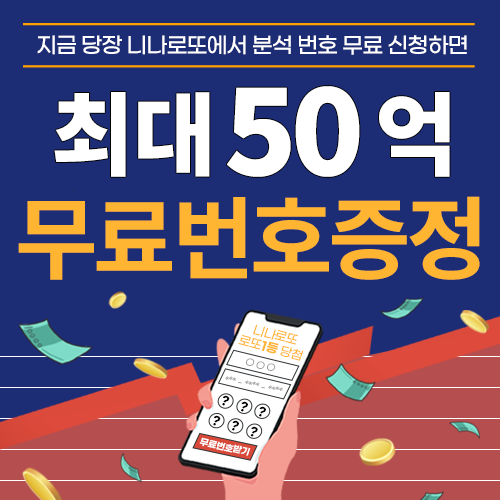 지금 당장 니나로또에서 분석 번호 무료 신청하면
최대 50 억
무료번호증정
니나로또
로또1등 당첨
○○○
*** - **** - ****
? ? ?
? ? ?
무료번호받기